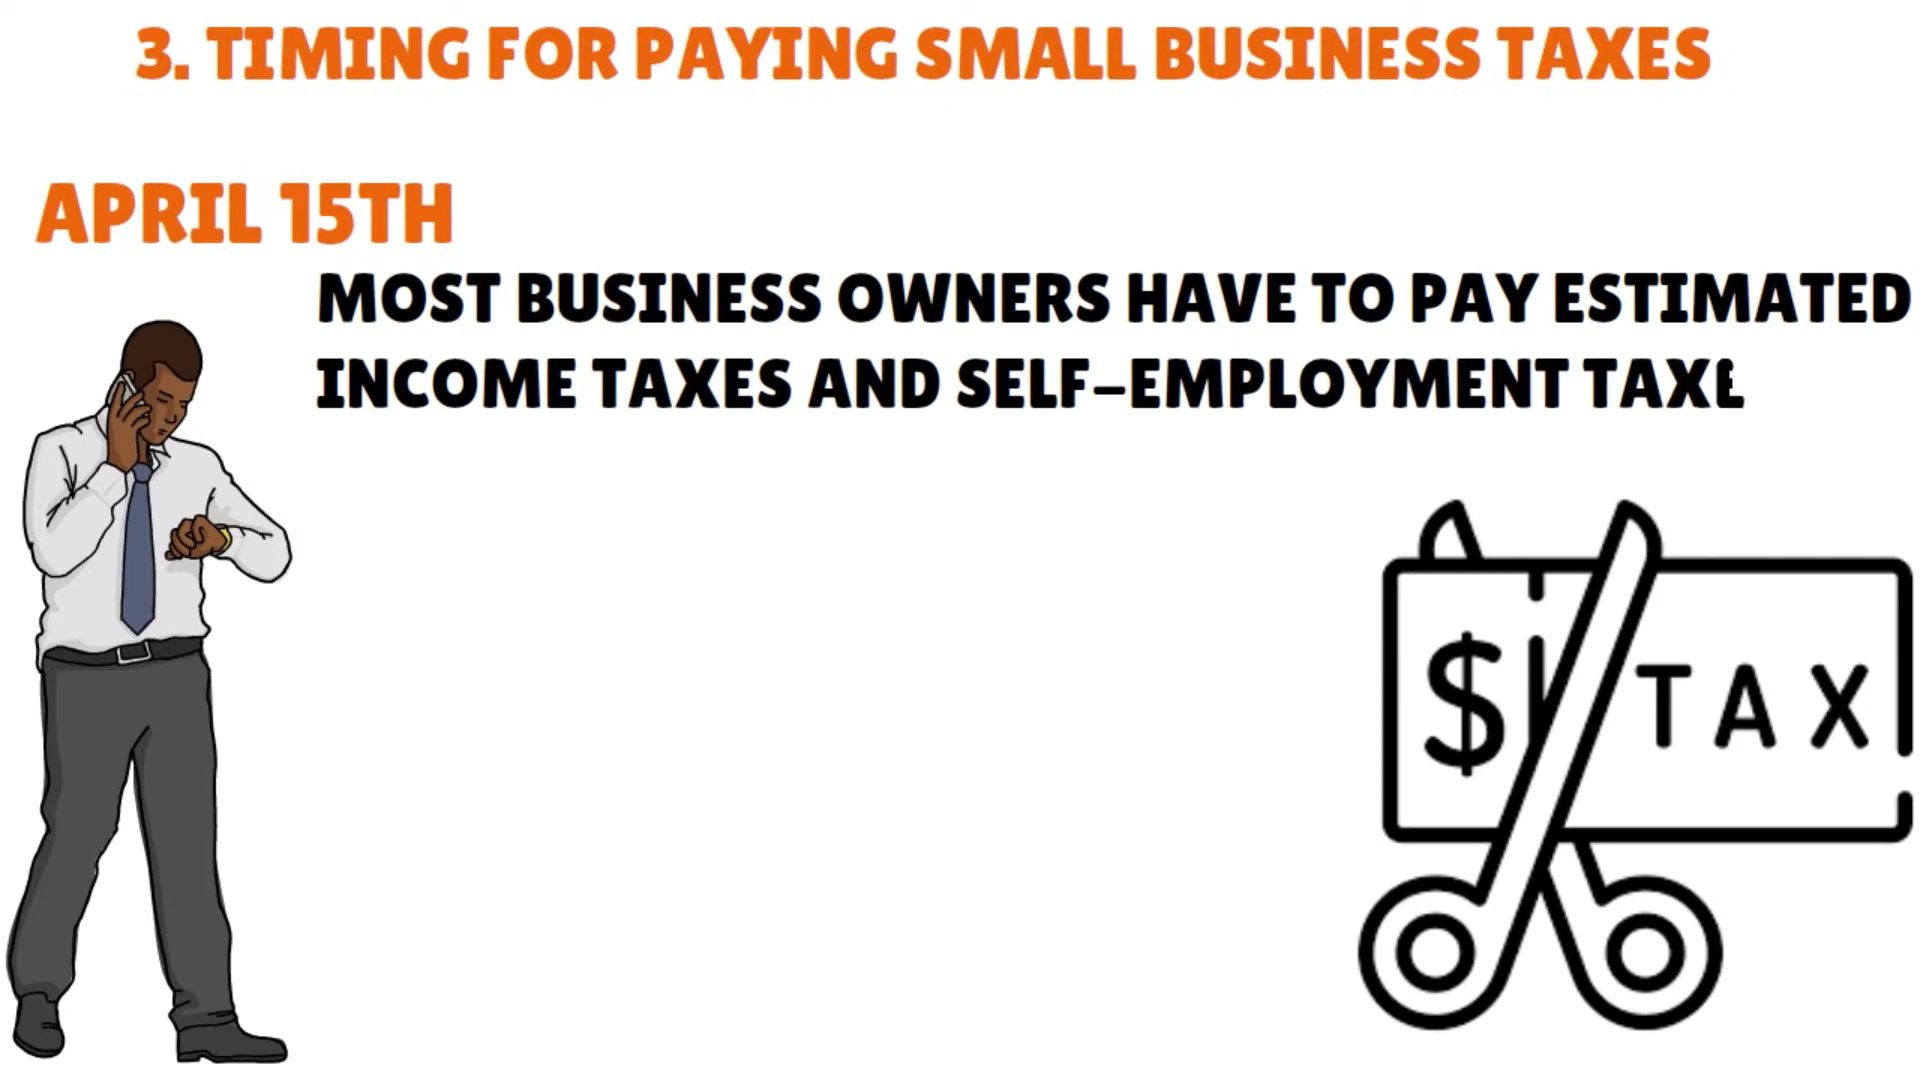 3. TIMING FOR PAYING SMALL BUSINESS TAXES
APRIL 15TH
MOST BUSINESS OWNERS HAVE TO PAY ESTIMATED
INCOME TAXES AND SELF-EMPLOYMENT TAXE
$ TAX